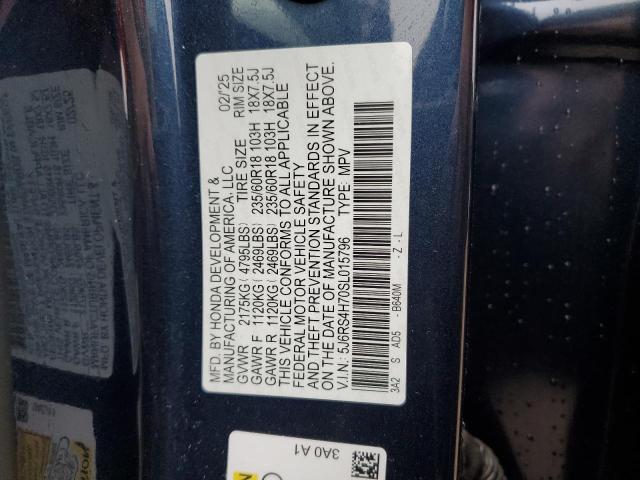 MFD. BY HONDA DEVELOPMENT & 02/25
MANUFACTURING OF AMERICA, LLC
GVWR 2175KG (4795LBS) TIRE SIZE RIM SIZE
GAWR F 1120KG (2469LBS) 235/60R18 103H 18X7.5J
GAWR R 1120KG (2469LBS) 235/60R18 103H 18X7.5J
THIS VEHICLE CONFORMS TO ALL APPLICABLE
FEDERAL MOTOR VEHICLE SAFETY
AND THEFT PREVENTION STANDARDS IN EFFECT
ON THE DATE OF MANUFACTURE SHOWN ABOVE.
V.I.N.: 5J6RS4H70SL015796 TYPE: MPV
3A2 S AD5 - B640M - Z - L
3A0 A1